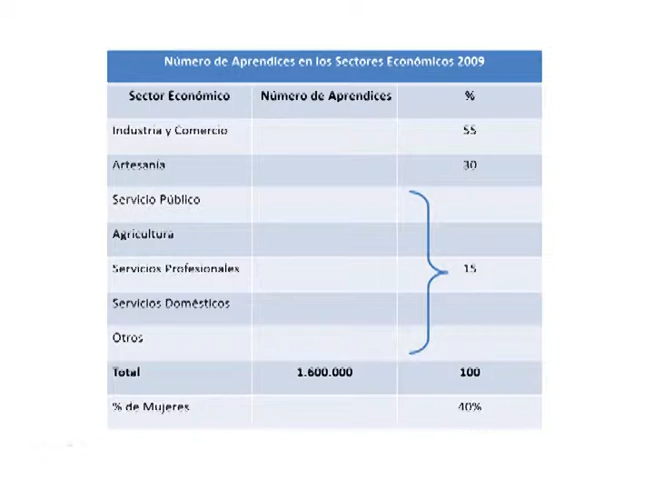 Número de Aprendices en los Sectores Económicos 2009
Sector Económico Número de Aprendices %
Industria y Comercio 55
Artesanía 30
Servicio Público
Agricultura
Servicios Profesionales 15
Servicios Domésticos
Otros
Total 1.600.000 100
% de Mujeres 40%